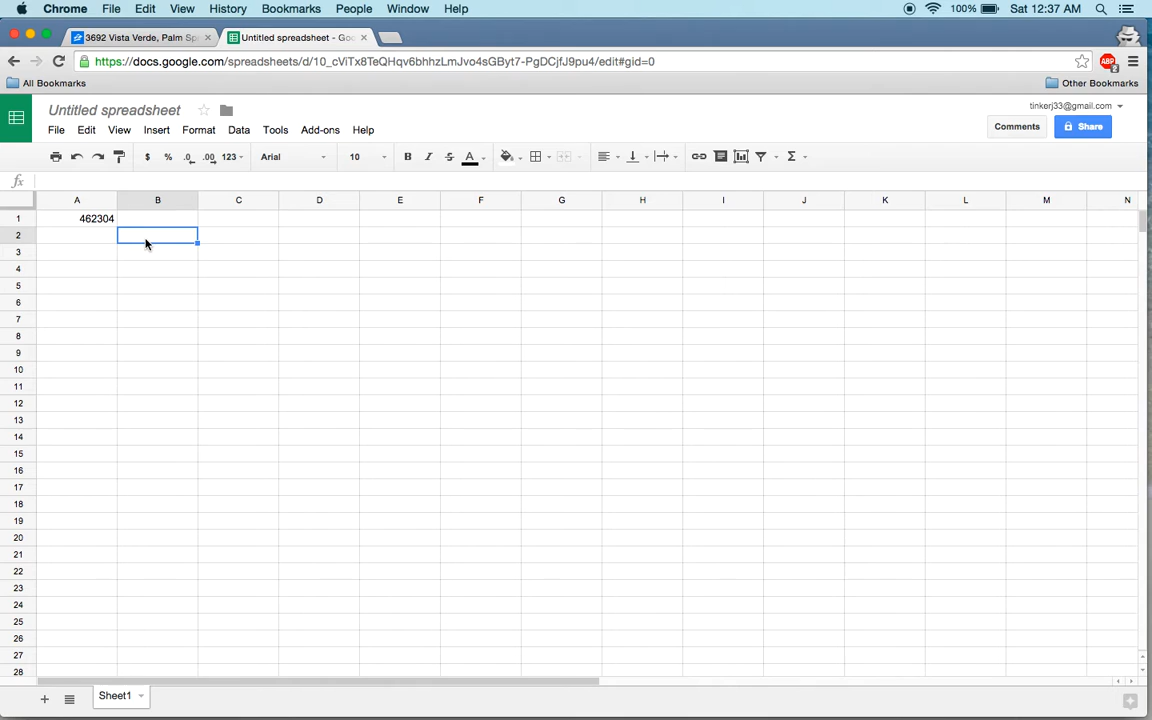 Chrome File Edit View History Bookmarks People Window Help 100% Sat 12:37 AM
3692 Vista Verde, Palm Sp × Untitled spreadsheet - Goo ×
https://docs.google.com/spreadsheets/d/10_cViTx8TeQHqv6bhhzLmJvo4sGByt7-PgDCjfJ9pu4/edit#gid=0 ABP 2
All Bookmarks Other Bookmarks
Untitled spreadsheet tinkerj33@gmail.com
File Edit View Insert Format Data Tools Add-ons Help Comments Share
$ % .0 .00 123 Arial 10 B I S A Σ
fx
A B C D E F G H I J K L M N
1 462304
2
3
4
5
6
7
8
9
10
11
12
13
14
15
16
17
18
19
20
21
22
23
24
25
26
27
28
+ Sheet1